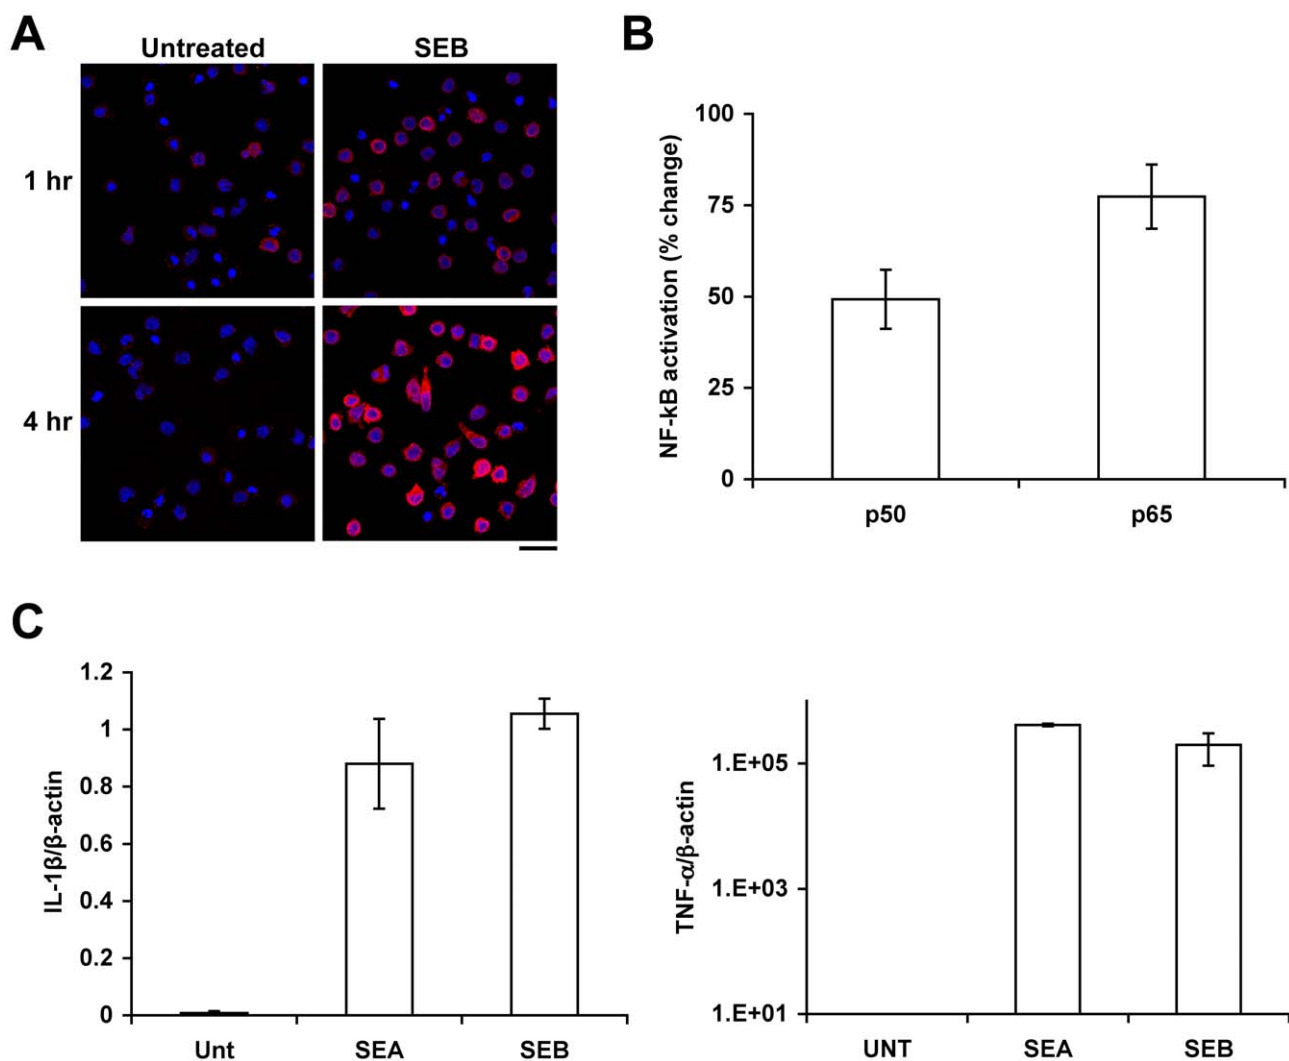 A
Untreated SEB
1 hr
4 hr
B
NF-kB activation (% change)
100
75
50
25
0
p50 p65
C
IL-1β/β-actin
1.2
1
0.8
0.6
0.4
0.2
0
Unt SEA SEB
TNF-α/β-actin
1.E+05
1.E+03
1.E+01
UNT SEA SEB